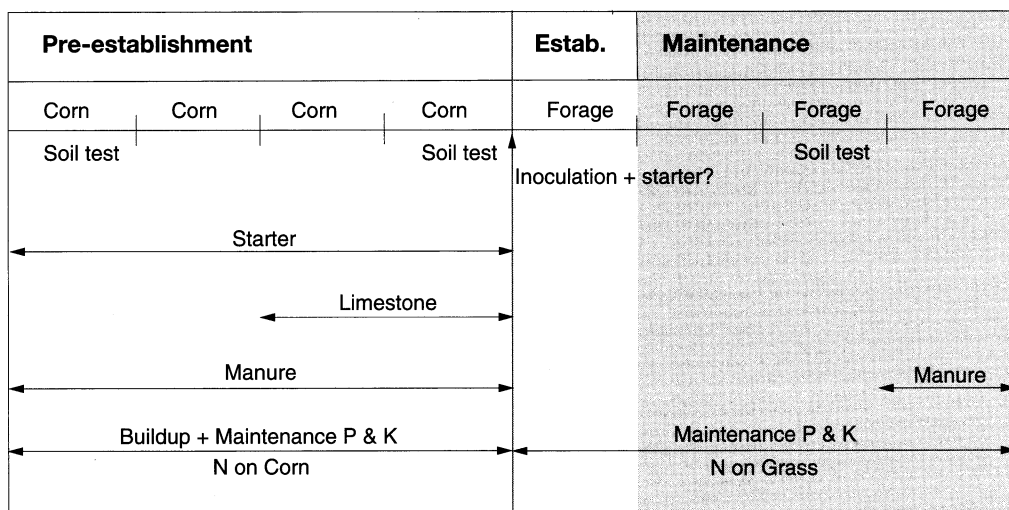 Pre-establishment Estab. Maintenance
Corn Corn Corn Corn Forage Forage Forage Forage
Soil test Soil test Soil test
Inoculation + starter?
Starter
Limestone
Manure Manure
Buildup + Maintenance P & K Maintenance P & K
N on Corn N on Grass